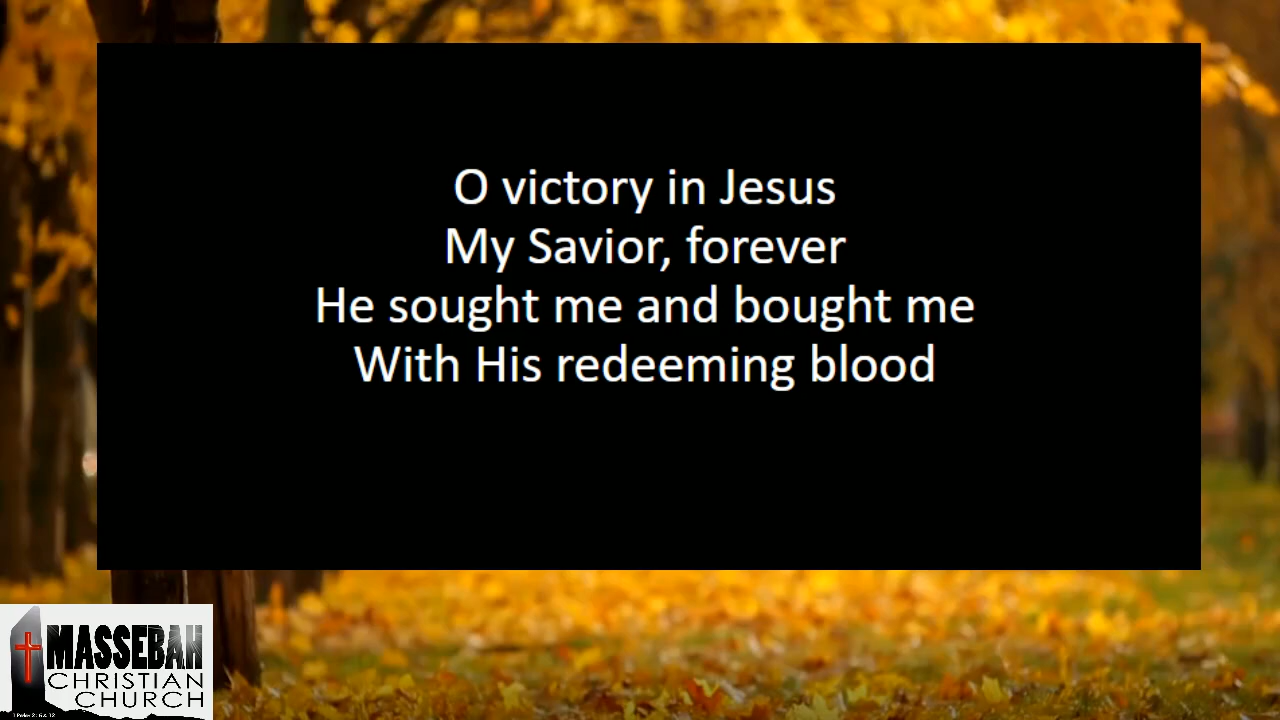 O victory in Jesus
My Savior, forever
He sought me and bought me
With His redeeming blood
MASSEBAH
CHRISTIAN
CHURCH